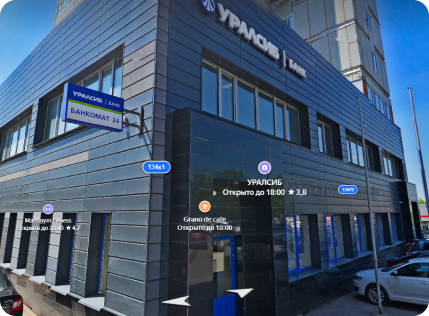 УРАЛСИБ | БАНК
УРАЛСИБ | БАНК
БАНКОМАТ 24
134к1
УРАЛСИБ
Открыто до 18:00 ★ 3,8
134/9
Grano de cafe
Открыто до 18:00
Открыто до 23:00 ★ 4,7